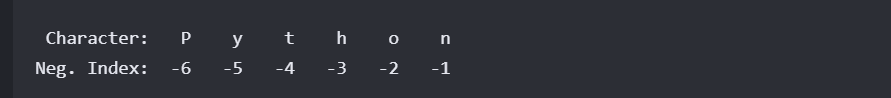 Character: P y t h o n
Neg. Index: -6 -5 -4 -3 -2 -1